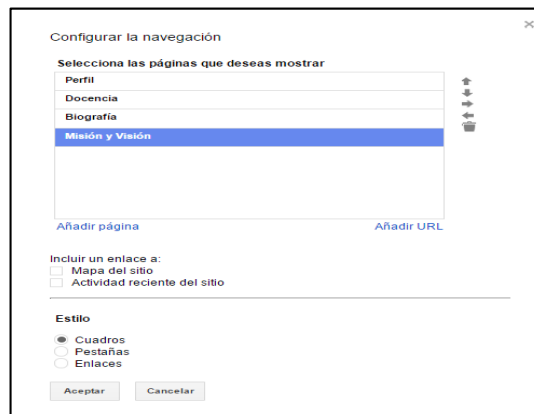 Configurar la navegación
Selecciona las páginas que deseas mostrar
Perfil
Docencia
Biografía
Misión y Visión
Añadir página Añadir URL
Incluir un enlace a:
Mapa del sitio
Actividad reciente del sitio
Estilo
Cuadros
Pestañas
Enlaces
Aceptar Cancelar